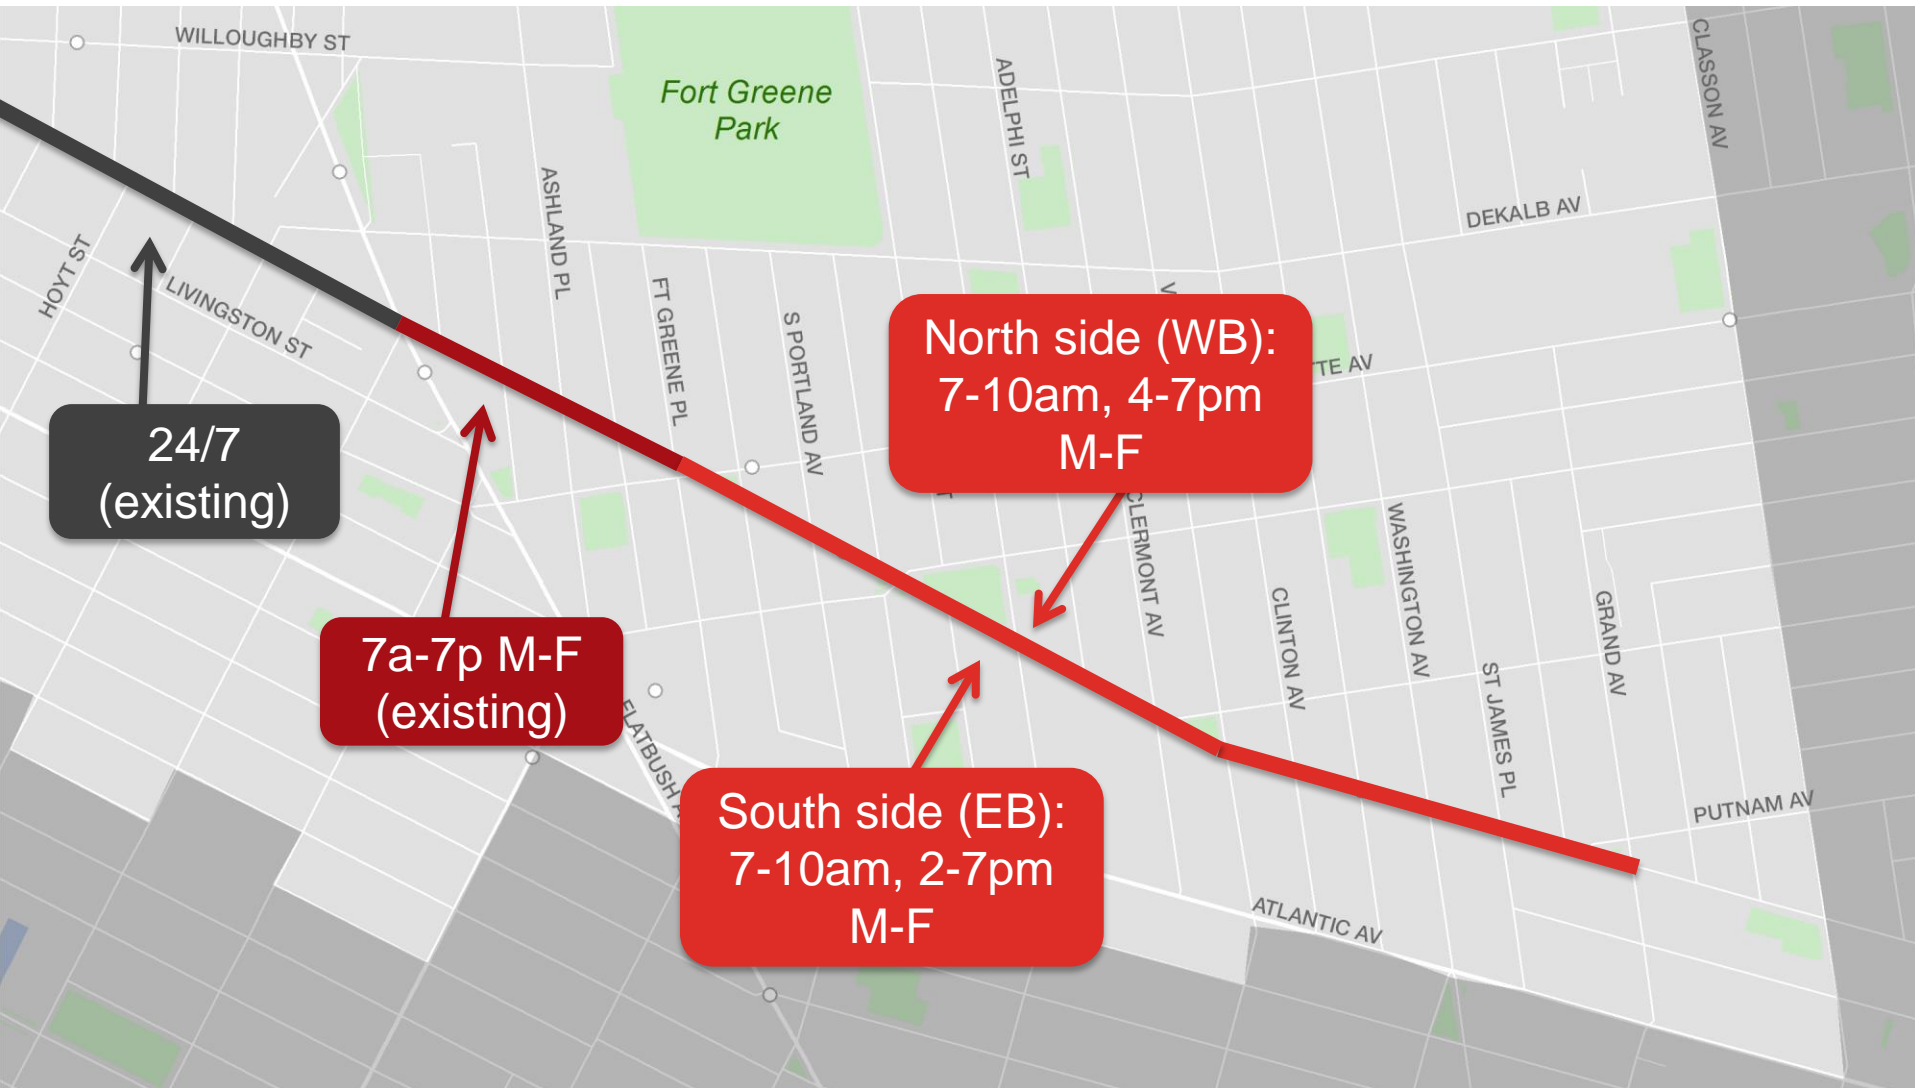 WILLOUGHBY ST
Fort Greene
Park
ADELPHI ST
CLASSON AV
ASHLAND PL
DEKALB AV
HOYT ST
LIVINGSTON ST
FT GREENE PL
S PORTLAND AV
North side (WB):
7-10am, 4-7pm
M-F
TTE AV
24/7
(existing)
CLERMONT AV
WASHINGTON AV
CLINTON AV
GRAND AV
7a-7p M-F
(existing)
ST JAMES PL
FLATBUSH
South side (EB):
7-10am, 2-7pm
M-F
PUTNAM AV
ATLANTIC AV